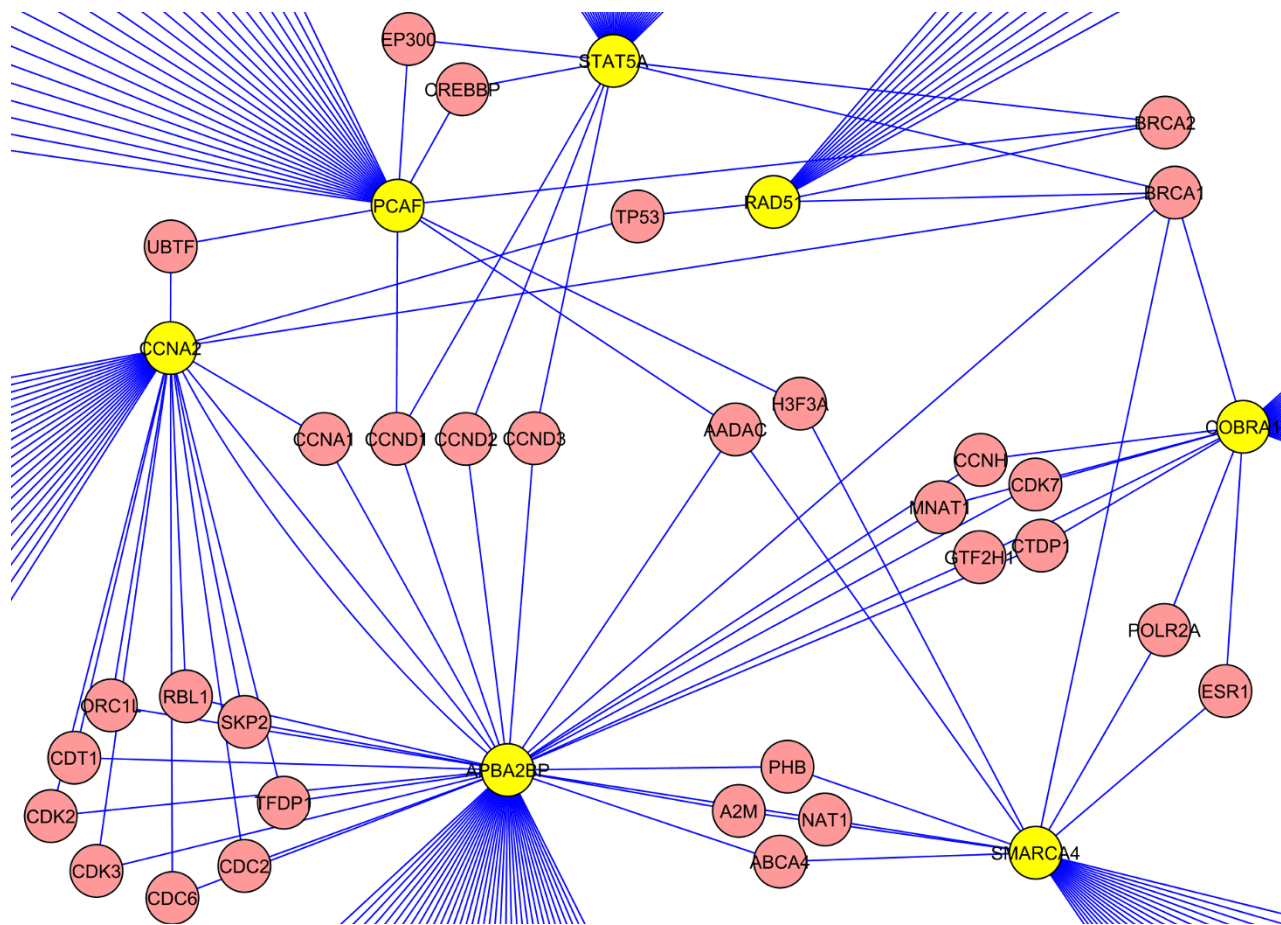 EP300
STAT5A
CREBBP
BRCA2
BRCA1
PCAF
RAD51
TP53
UBTF
CCNA2
H3F3A
CCNA1
CCND1
CCND2
CCND3
AADAC
COBRA1
CCNH
CDK7
MNAT1
GTF2H1
CTDP1
POLR2A
ESR1
ORC1L
RBL1
SKP2
CDT1
APBA2BP
PHB
CDK2
TFDP1
A2M
NAT1
SMARCA4
CDK3
CDC2
ABCA4
CDC6